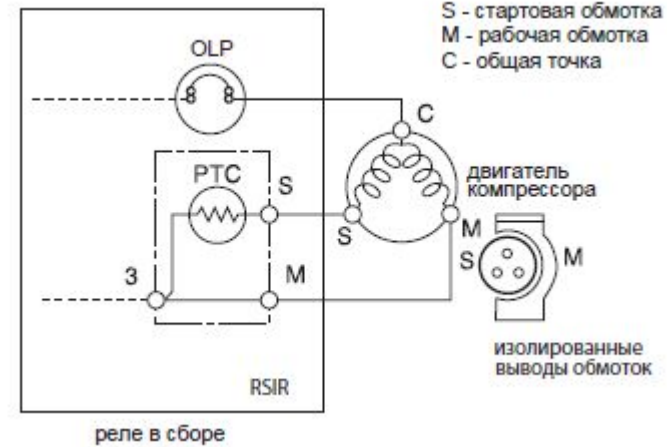 S - стартовая обмотка
M - рабочая обмотка
C - общая точка
OLP
C
PTC
S
двигатель
компрессора
S
M
S
M
3
M
изолированные
выводы обмоток
RSIR
реле в сборе